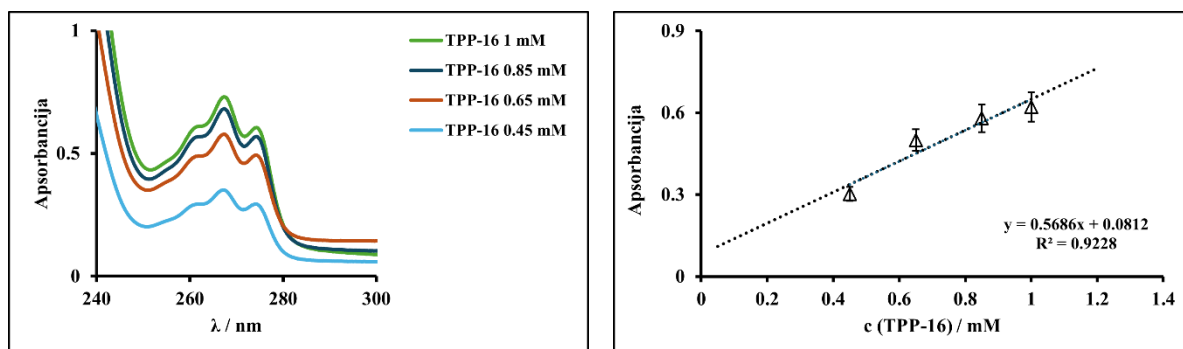 1
0.5
0
Apsorbancija
240
260
280
300
λ / nm
TPP-16 1 mM
TPP-16 0.85 mM
TPP-16 0.65 mM
TPP-16 0.45 mM
0.9
0.6
0.3
0
Apsorbancija
y = 0.5686x + 0.0812
R² = 0.9228
0
0.2
0.4
0.6
0.8
1
1.2
1.4
c (TPP-16) / mM